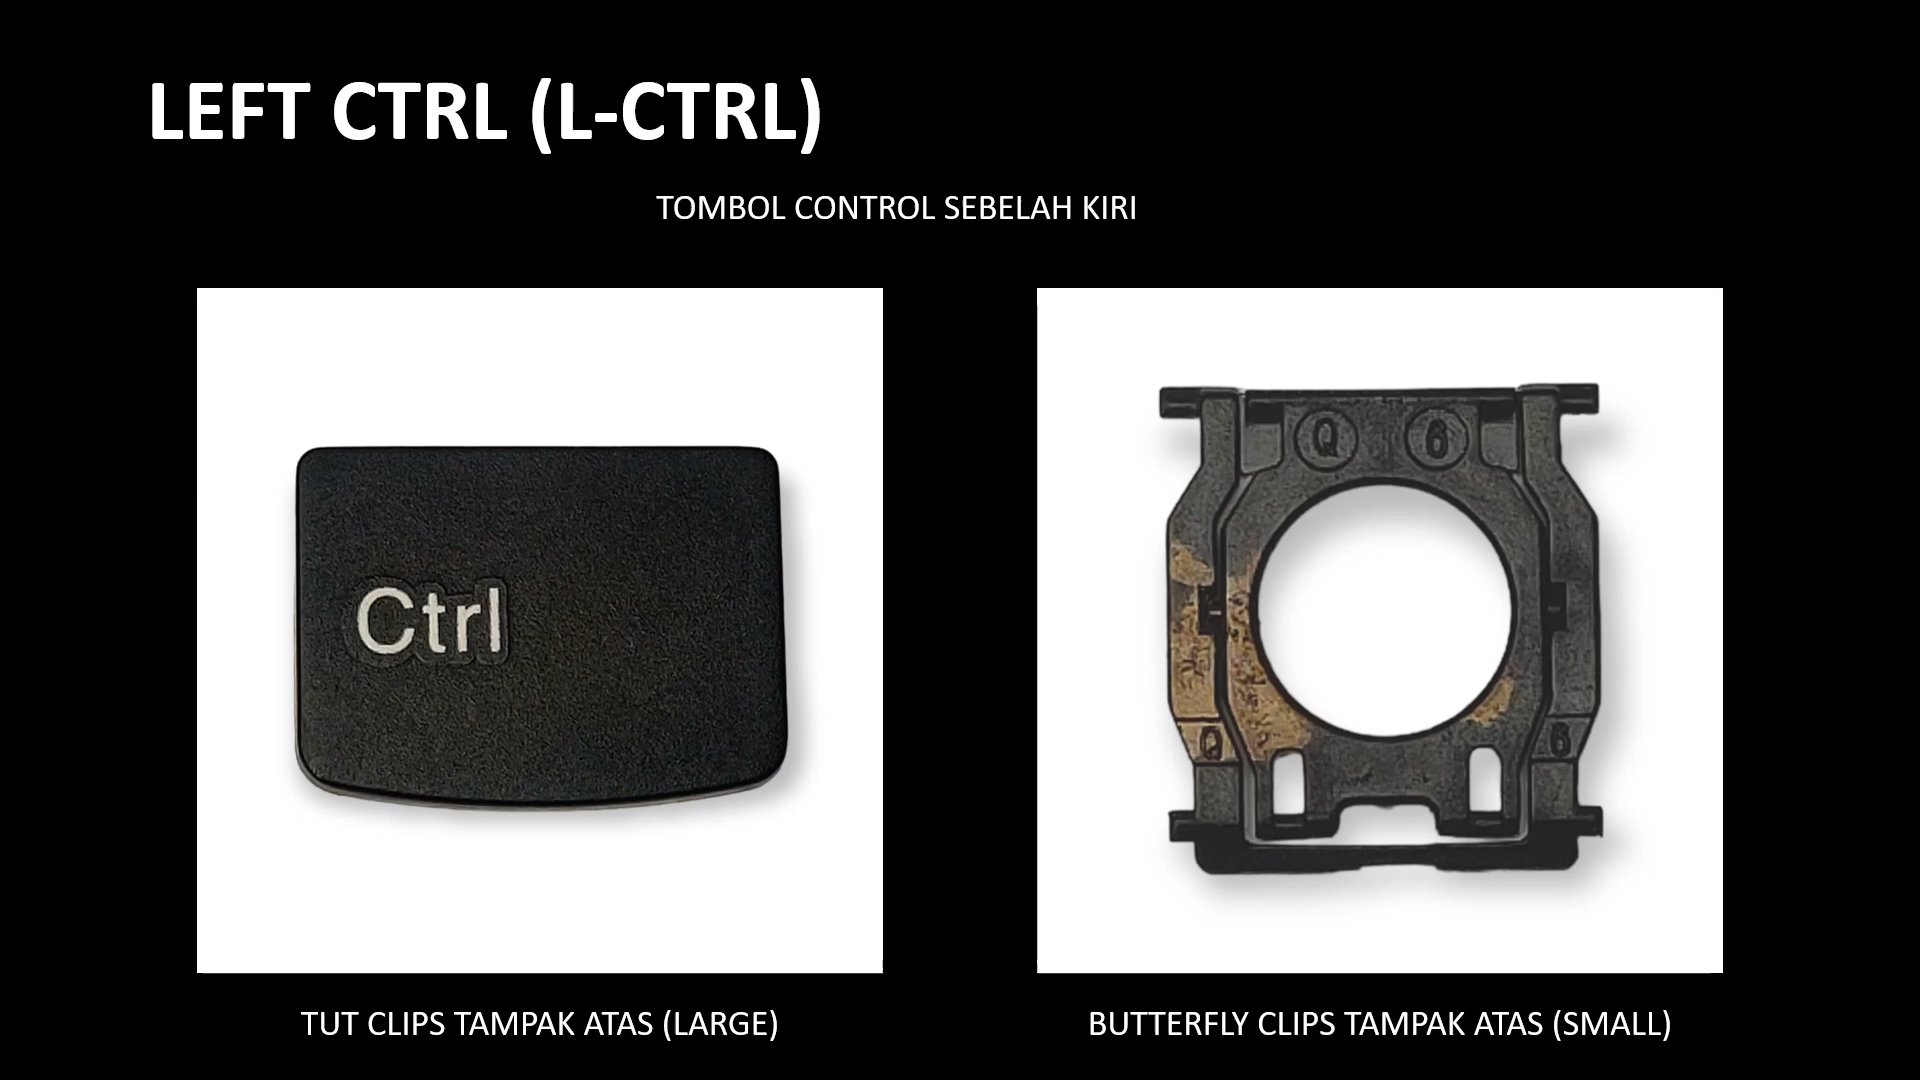 LEFT CTRL (L-CTRL)
TOMBOL CONTROL SEBELAH KIRI
Ctrl
Q 6
Q 6
TUT CLIPS TAMPAK ATAS (LARGE)
BUTTERFLY CLIPS TAMPAK ATAS (SMALL)